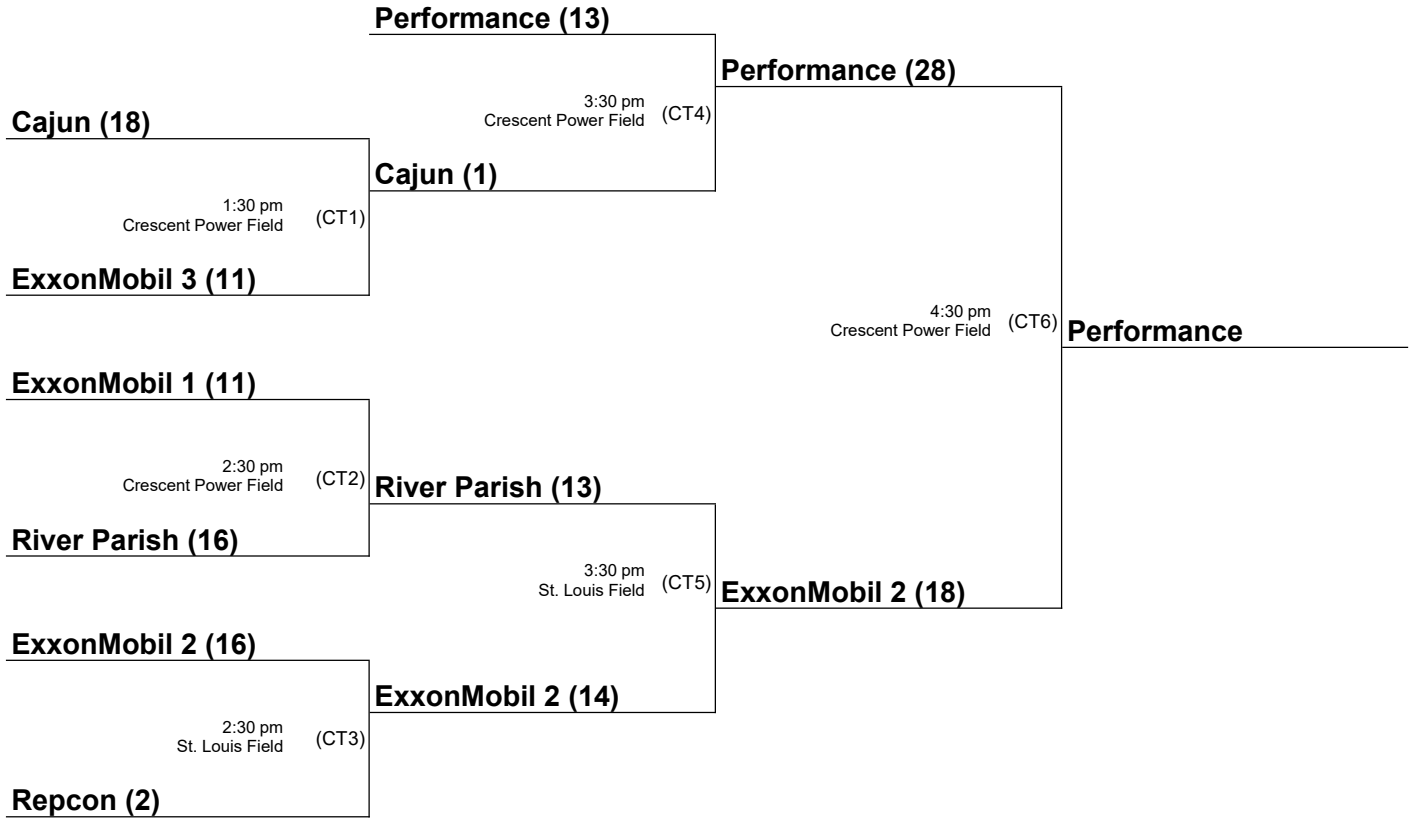 Performance (13)
Performance (28)
3:30 pm
Crescent Power Field
(CT4)
Cajun (18)
Cajun (1)
1:30 pm
Crescent Power Field
(CT1)
ExxonMobil 3 (11)
4:30 pm
Crescent Power Field
(CT6)
Performance
ExxonMobil 1 (11)
2:30 pm
Crescent Power Field
(CT2)
River Parish (13)
River Parish (16)
3:30 pm
St. Louis Field
(CT5)
ExxonMobil 2 (18)
ExxonMobil 2 (16)
ExxonMobil 2 (14)
2:30 pm
St. Louis Field
(CT3)
Repcon (2)